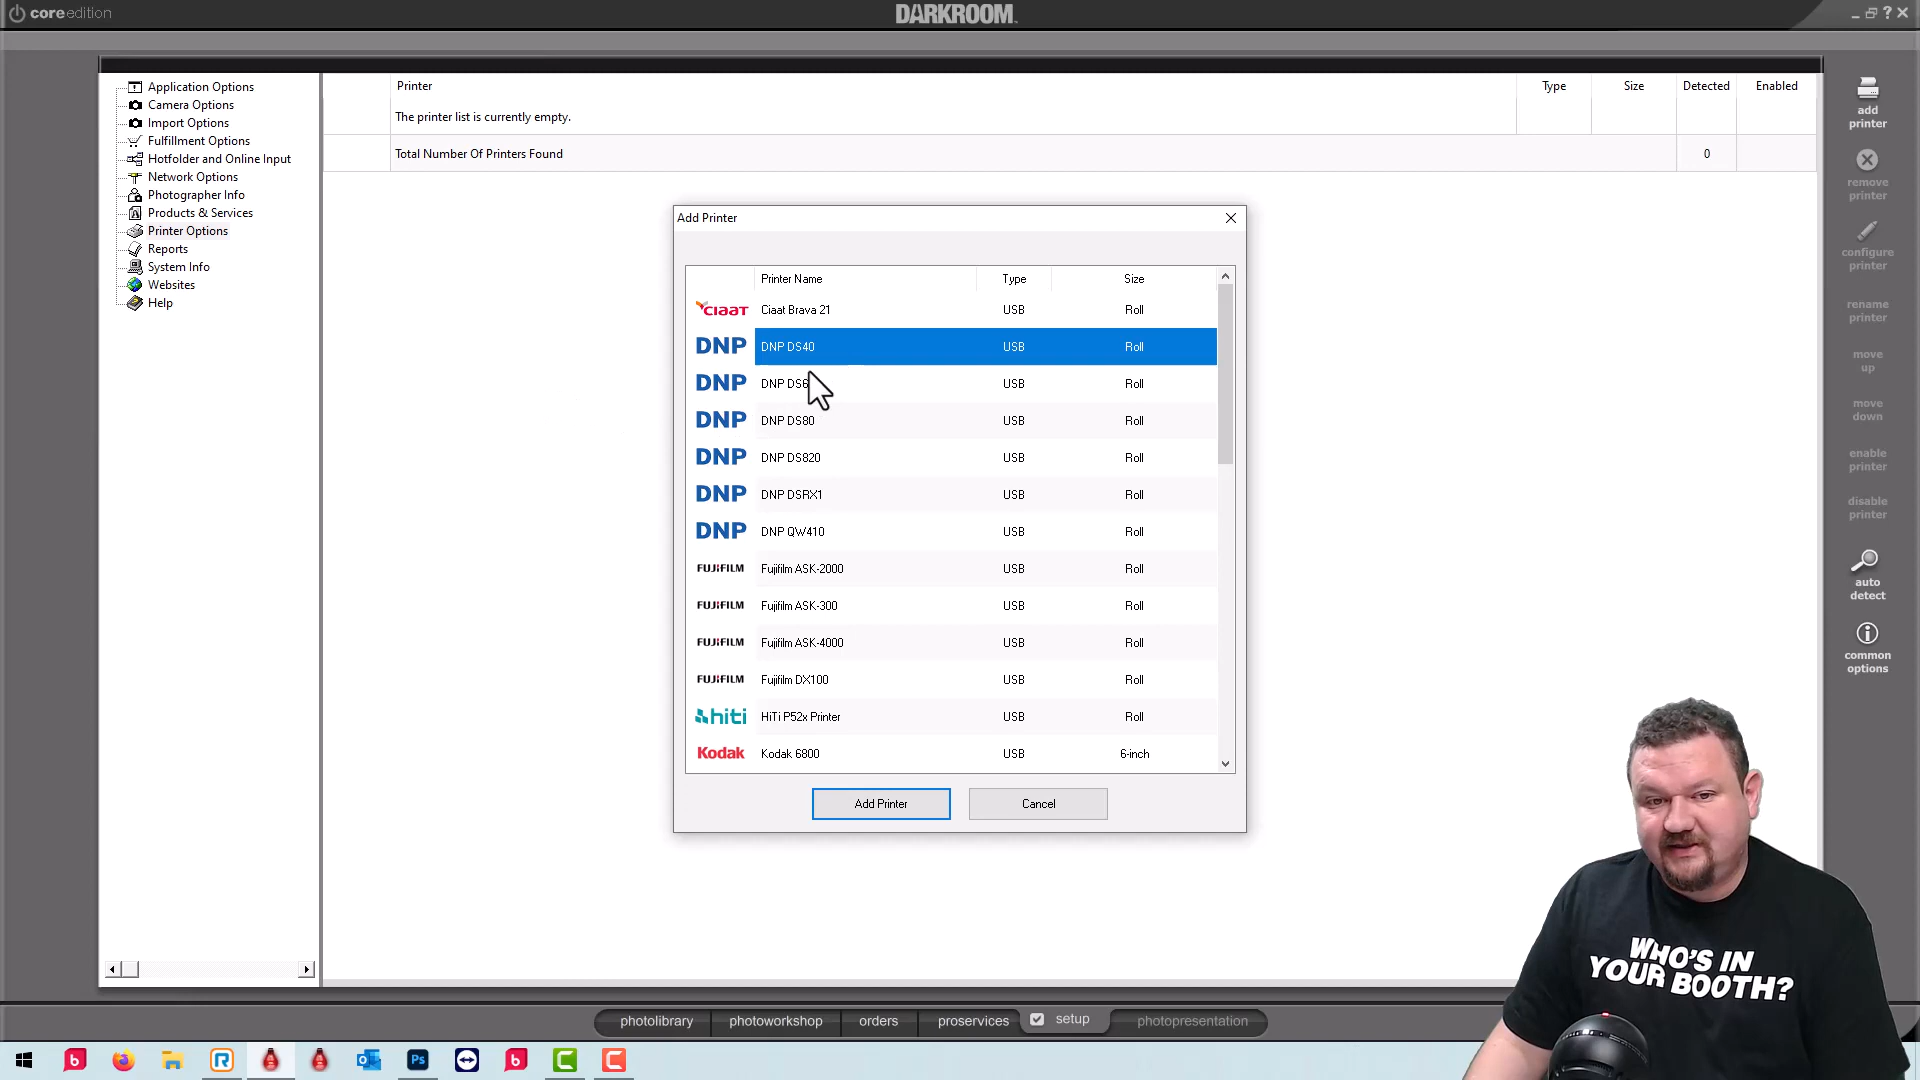 coreedition
DARKROOM
Application Options
Camera Options
Import Options
Fulfillment Options
Hotfolder and Online Input
Network Options
Photographer Info
Products & Services
Printer Options
Reports
System Info
Websites
Help
Printer Type Size Detected Enabled
The printer list is currently empty.
Total Number Of Printers Found 0
Add Printer
Printer Name Type Size
CIAAT Ciaat Brava 21 USB Roll
DNP DNP DS40 USB Roll
DNP DNP DS6 USB Roll
DNP DNP DS80 USB Roll
DNP DNP DS820 USB Roll
DNP DNP DSRX1 USB Roll
DNP DNP QW410 USB Roll
FUJIFILM Fujifilm ASK-2000 USB Roll
FUJIFILM Fujifilm ASK-300 USB Roll
FUJIFILM Fujifilm ASK-4000 USB Roll
FUJIFILM Fujifilm DX100 USB Roll
hiti HiTi P52x Printer USB Roll
Kodak Kodak 6800 USB 6-inch
Add Printer Cancel
add
printer
remove
printer
configure
printer
rename
printer
move
up
move
down
enable
printer
disable
printer
auto
detect
common
options
WHO'S IN
YOUR BOOTH?
photolibrary photoworkshop orders proservices setup photopresentation
b R Ps b C C